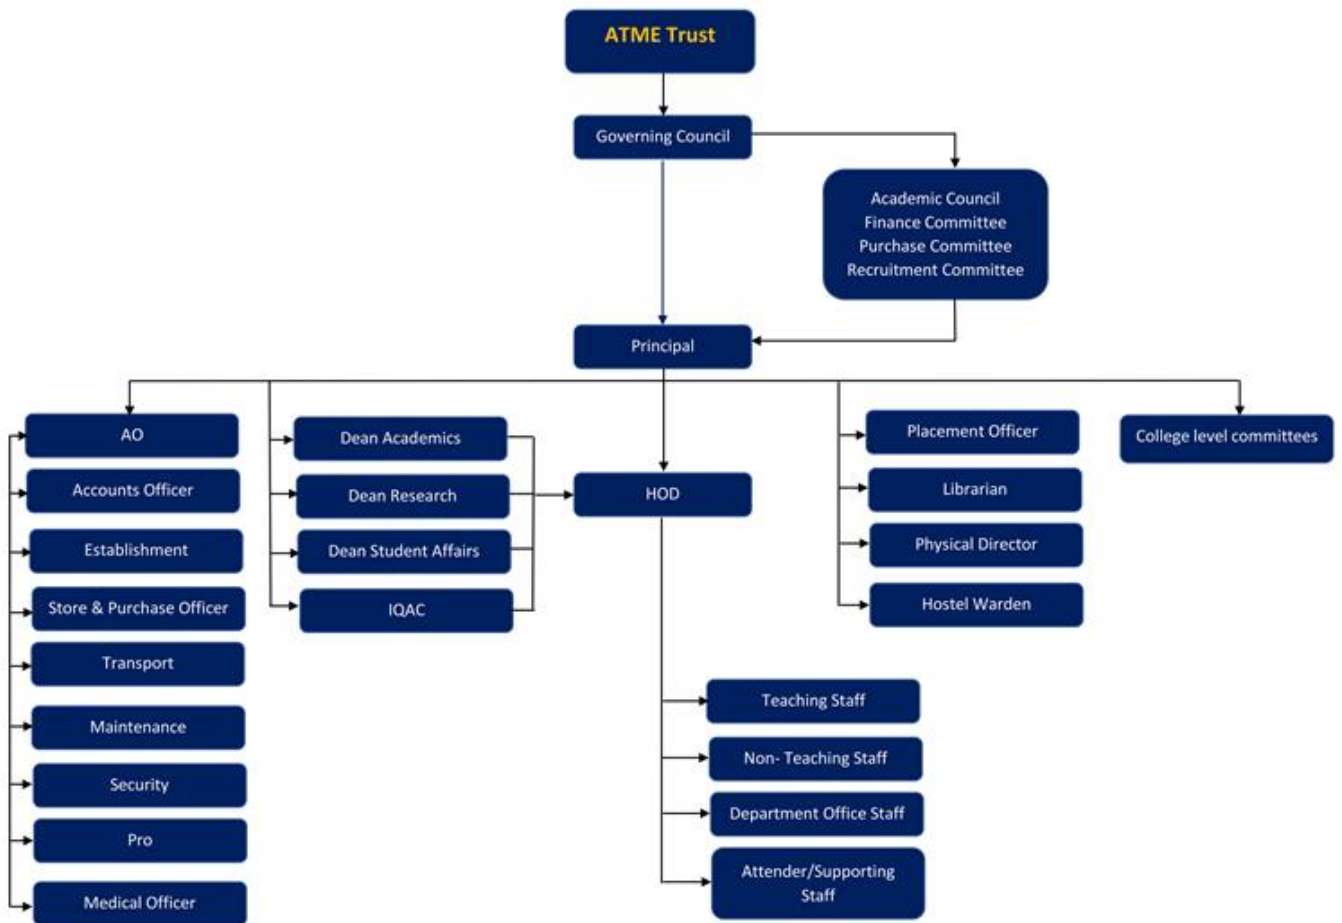 ATME Trust
Governing Council
Academic Council
Finance Committee
Purchase Committee
Recruitment Committee
Principal
AO
Accounts Officer
Establishment
Store & Purchase Officer
Transport
Maintenance
Security
Pro
Medical Officer
Dean Academics
Dean Research
Dean Student Affairs
IQAC
HOD
Teaching Staff
Non- Teaching Staff
Department Office Staff
Attender/Supporting
Staff
Placement Officer
Librarian
Physical Director
Hostel Warden
College level committees